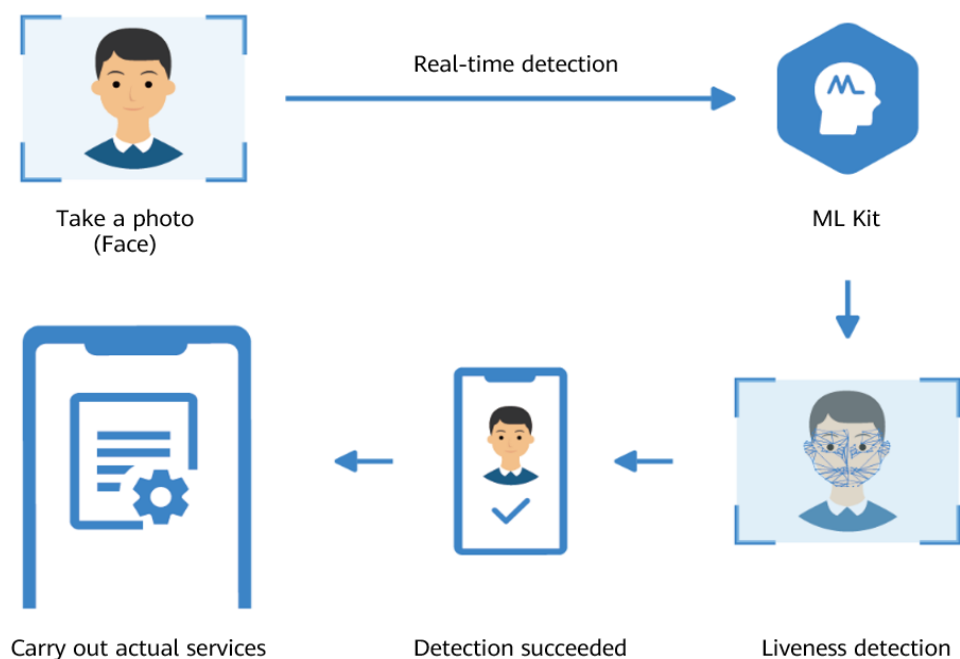 Real-time detection
Take a photo
(Face)
ML Kit
Carry out actual services
Detection succeeded
Liveness detection